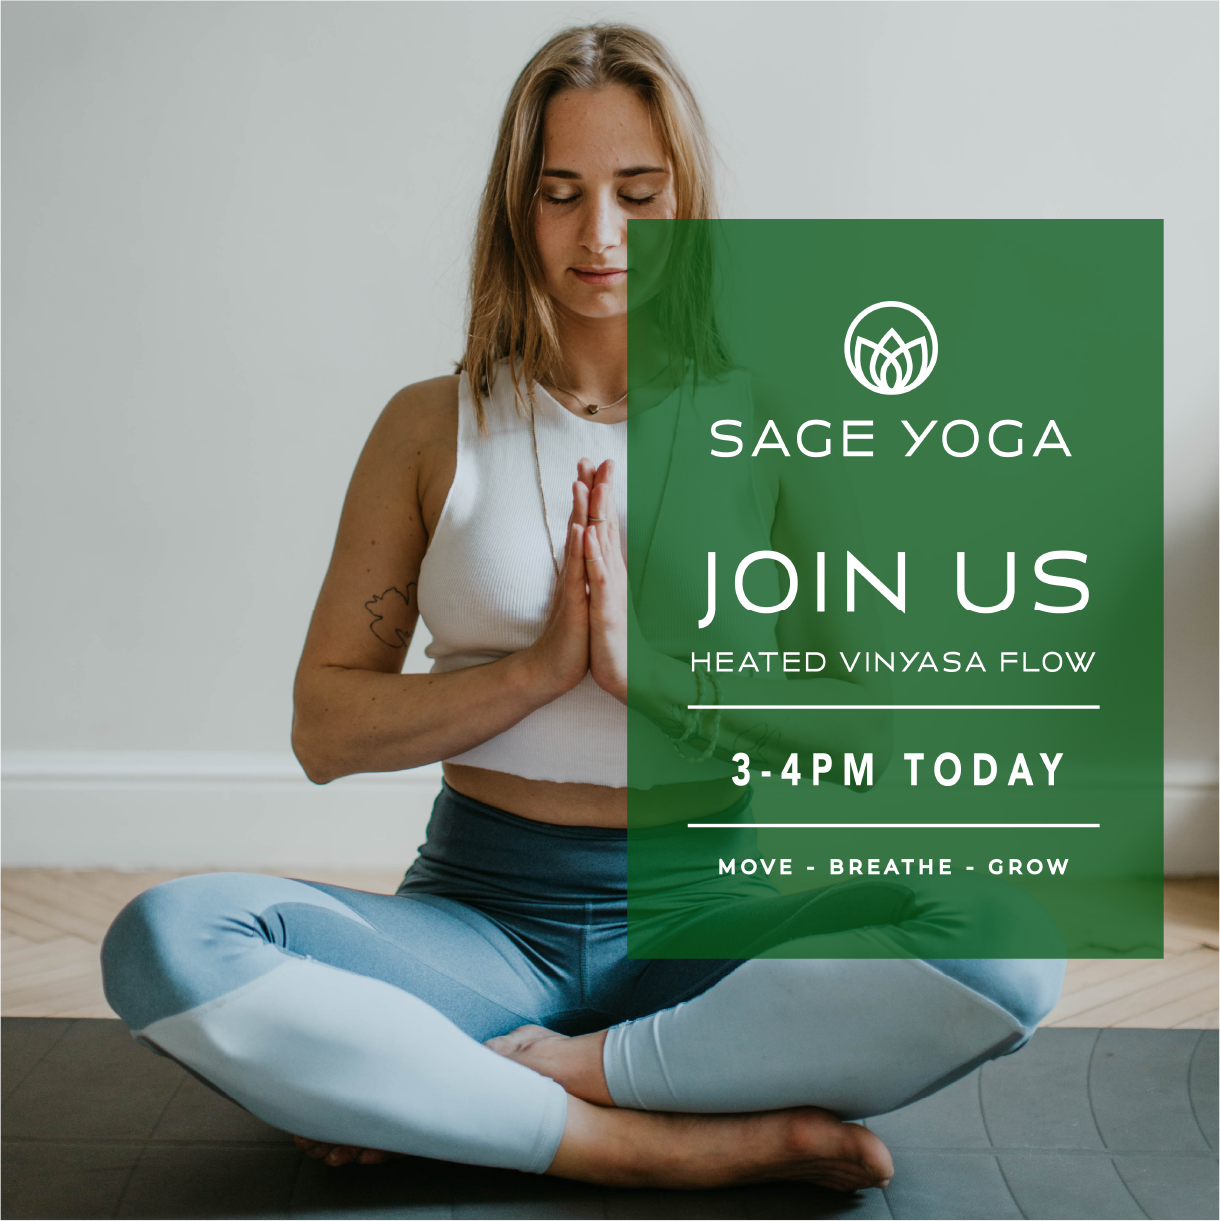 SAGE YOGA
JOIN US
HEATED VINYASA FLOW
3-4PM TODAY
MOVE - BREATHE - GROW